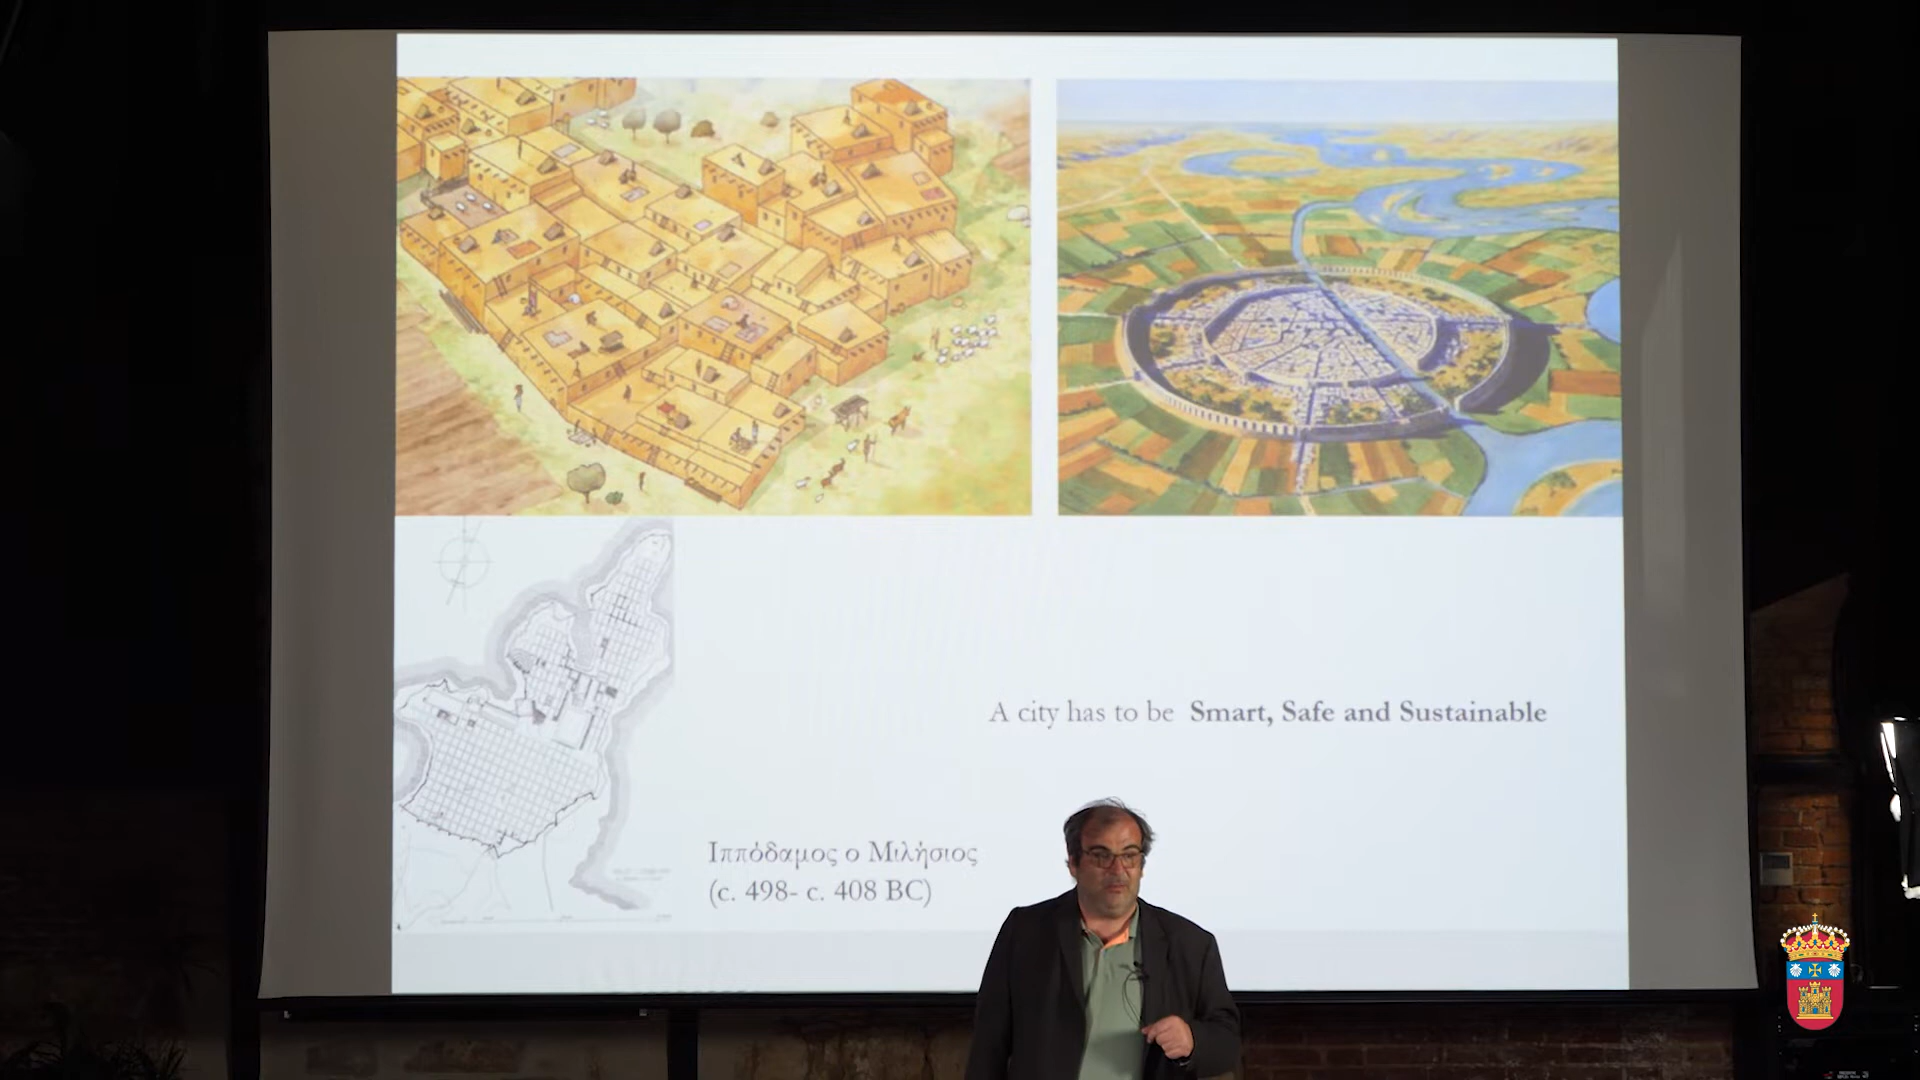 A city has to be Smart, Safe and Sustainable
Ιππόδαμος ο Μιλήσιος
(c. 498- c. 408 BC)